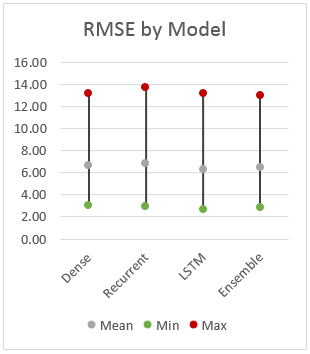 RMSE by Model
16.00
14.00
12.00
10.00
8.00
6.00
4.00
2.00
0.00
Dense
Recurrent
LSTM
Ensemble
Mean Min Max